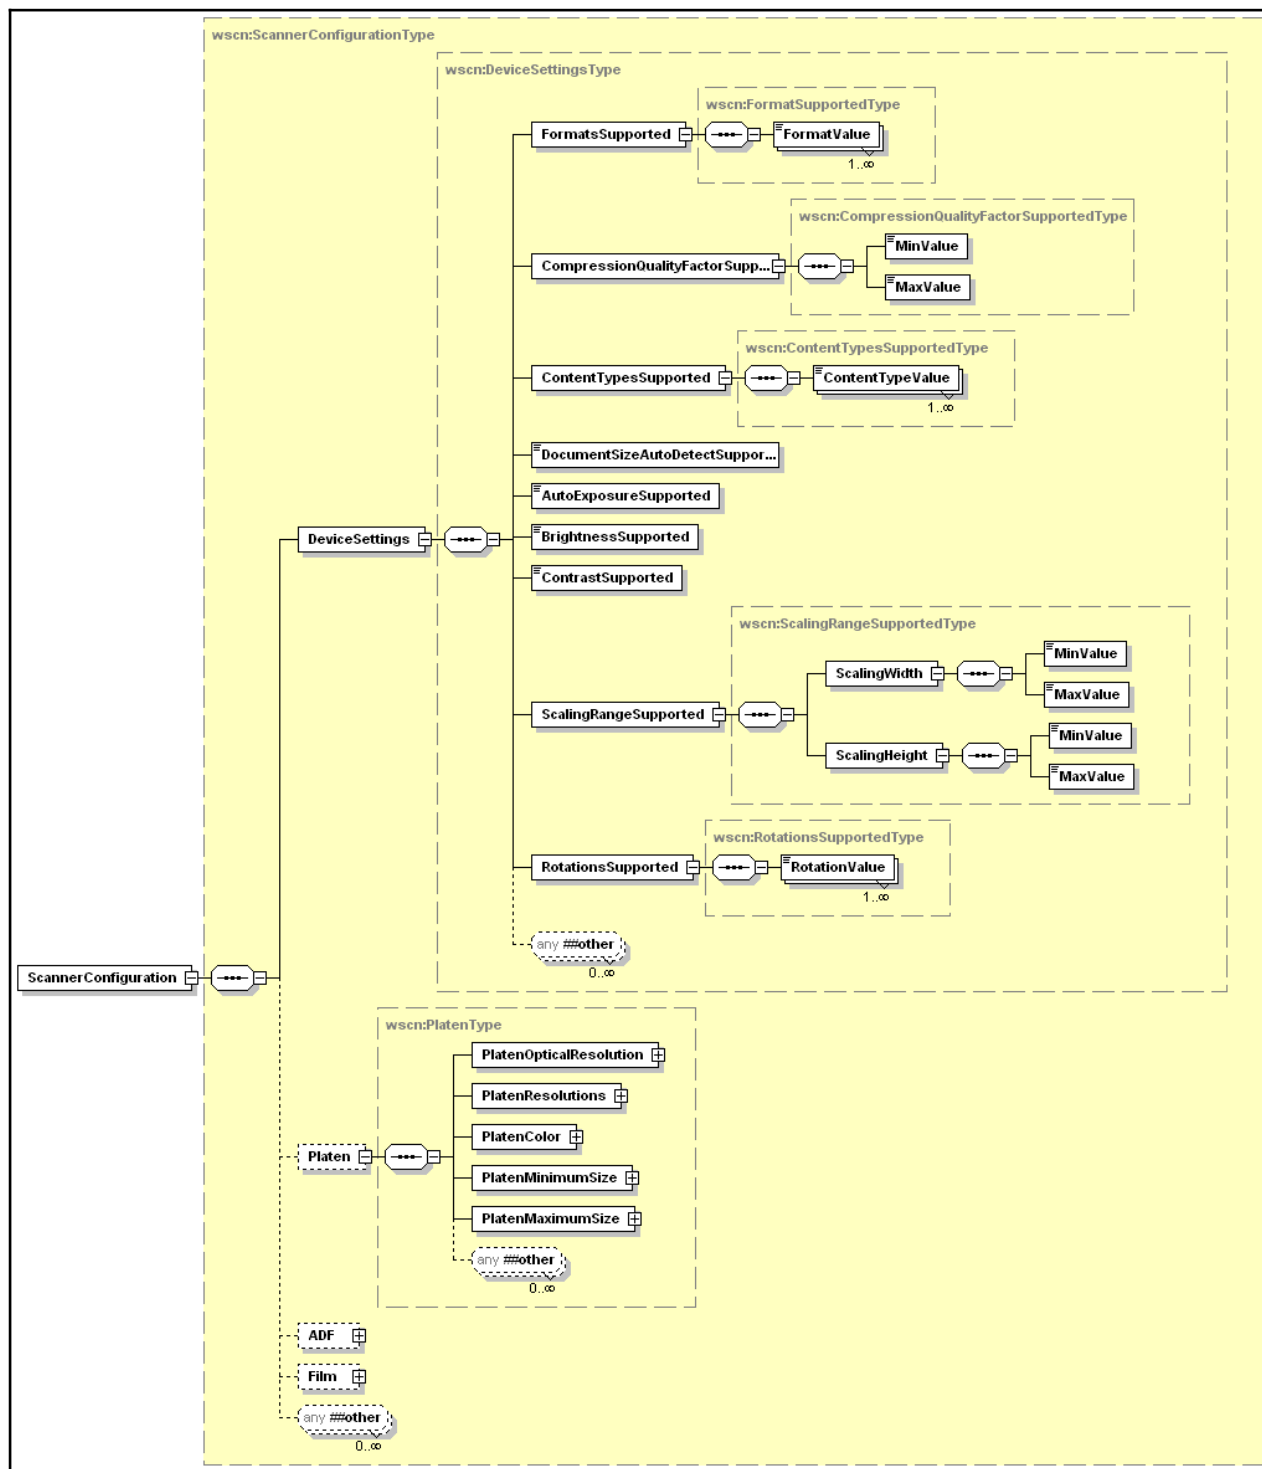 wscn:ScannerConfigurationType
wscn:DeviceSettingsType
wscn:FormatSupportedType
FormatsSupported
FormatValue
1..∞
wscn:CompressionQualityFactorSupportedType
MinValue
CompressionQualityFactorSupp...
MaxValue
wscn:ContentTypesSupportedType
ContentTypesSupported
ContentTypeValue
1..∞
DocumentSizeAutoDetectSuppor...
AutoExposureSupported
BrightnessSupported
DeviceSettings
ContrastSupported
wscn:ScalingRangeSupportedType
MinValue
ScalingWidth
MaxValue
ScalingRangeSupported
MinValue
ScalingHeight
MaxValue
wscn:RotationsSupportedType
RotationsSupported
RotationValue
1..∞
any ##other
0..∞
ScannerConfiguration
wscn:PlatenType
PlatenOpticalResolution
PlatenResolutions
PlatenColor
Platen
PlatenMinimumSize
PlatenMaximumSize
any ##other
0..∞
ADF
Film
any ##other
0..∞